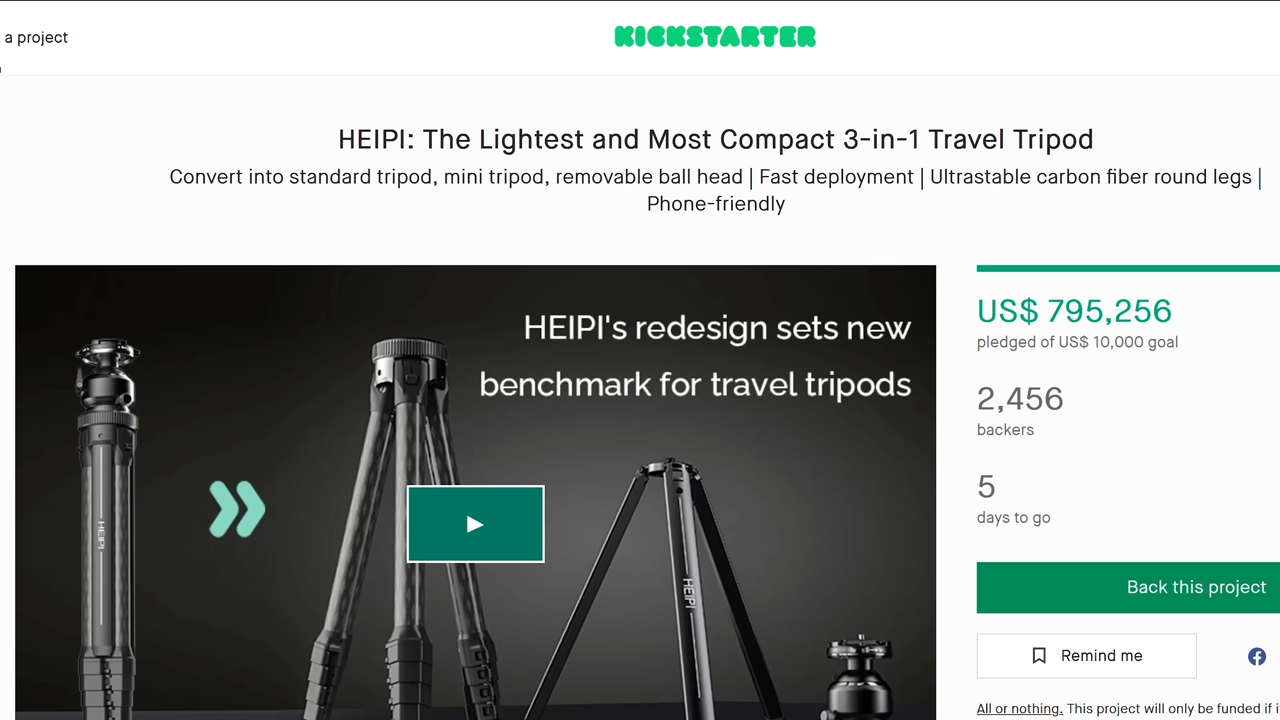 a project
KICKSTARTER
HEIPI: The Lightest and Most Compact 3-in-1 Travel Tripod
Convert into standard tripod, mini tripod, removable ball head | Fast deployment | Ultrastable carbon fiber round legs |
Phone-friendly
HEIPI's redesign sets new
benchmark for travel tripods
HEIPI
HEIPI
US$ 795,256
pledged of US$ 10,000 goal
2,456
backers
5
days to go
Back this project
Remind me
All or nothing. This project will only be funded if